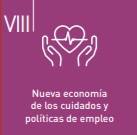 VIII
Nueva economía
de los cuidados y
políticas de empleo